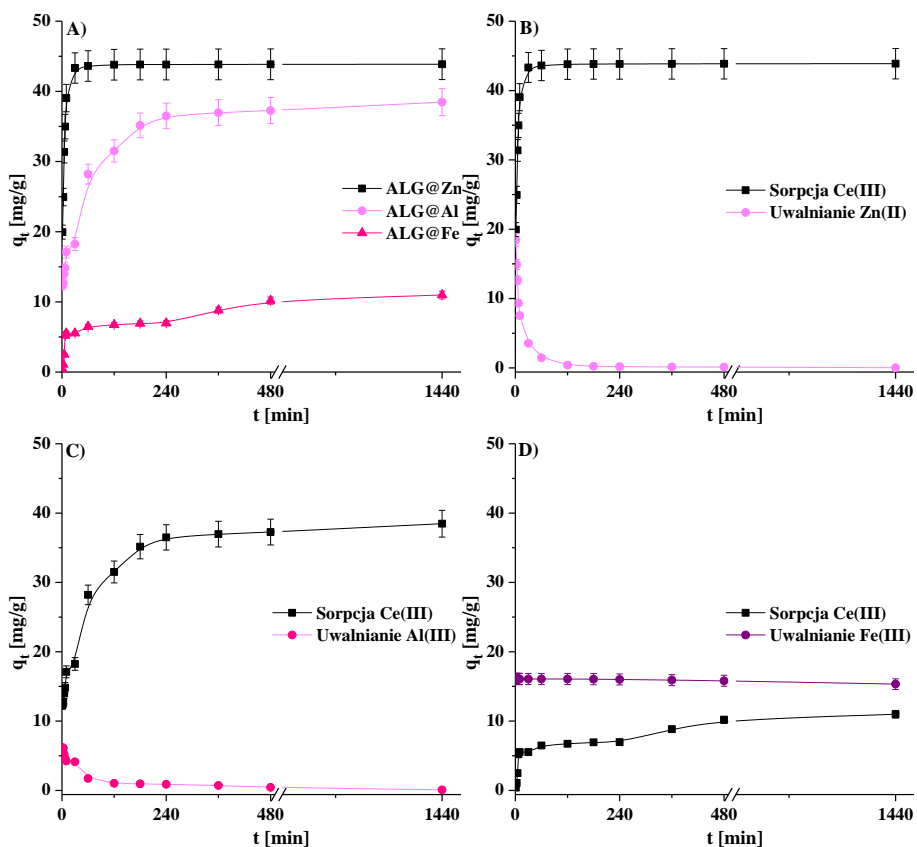 A)
50
40
30
20
10
0
q_t [mg/g]
ALG@Zn
ALG@Al
ALG@Fe
0 240 480 1440
t [min]
B)
50
40
30
20
10
0
q_t [mg/g]
Sorpcja Ce(III)
Uwalnianie Zn(II)
0 240 480 1440
t [min]
C)
50
40
30
20
10
0
q_t [mg/g]
Sorpcja Ce(III)
Uwalnianie Al(III)
0 240 480 1440
t [min]
D)
50
40
30
20
10
0
q_t [mg/g]
Sorpcja Ce(III)
Uwalnianie Fe(III)
0 240 480 1440
t [min]